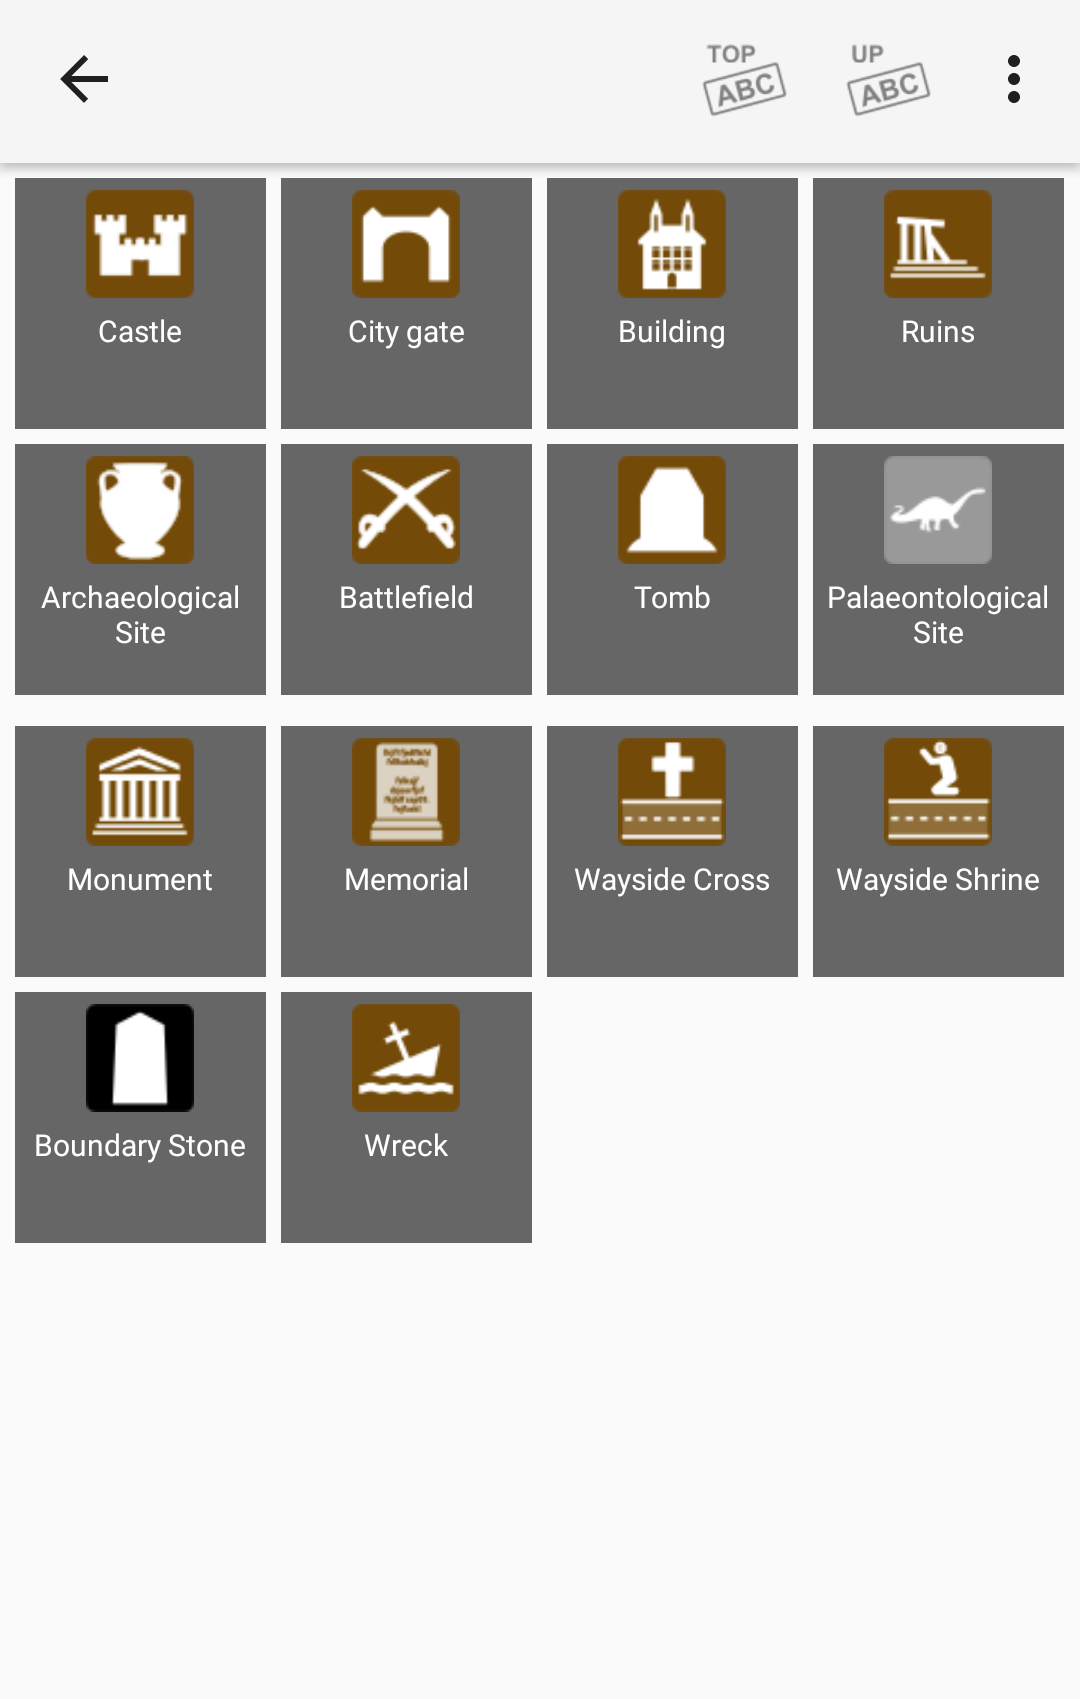 TOP
ABC
UP
ABC
Castle
City gate
Building
Ruins
Archaeological
Site
Battlefield
Tomb
Palaeontological
Site
Monument
Memorial
Wayside Cross
Wayside Shrine
Boundary Stone
Wreck